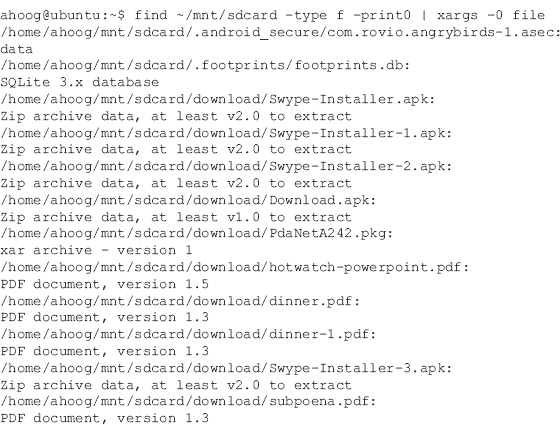 ahoog@ubuntu:~$ find ~/mnt/sdcard -type f -print0 | xargs -0 file
/home/ahoog/mnt/sdcard/.android_secure/com.rovio.angrybirds-1.asec:
data
/home/ahoog/mnt/sdcard/.footprints/footprints.db:
SQLite 3.x database
/home/ahoog/mnt/sdcard/download/Swype-Installer.apk:
Zip archive data, at least v2.0 to extract
/home/ahoog/mnt/sdcard/download/Swype-Installer-1.apk:
Zip archive data, at least v2.0 to extract
/home/ahoog/mnt/sdcard/download/Swype-Installer-2.apk:
Zip archive data, at least v2.0 to extract
/home/ahoog/mnt/sdcard/download/Download.apk:
Zip archive data, at least v1.0 to extract
/home/ahoog/mnt/sdcard/download/PdaNetA242.pkg:
xar archive - version 1
/home/ahoog/mnt/sdcard/download/hotwatch-powerpoint.pdf:
PDF document, version 1.5
/home/ahoog/mnt/sdcard/download/dinner.pdf:
PDF document, version 1.3
/home/ahoog/mnt/sdcard/download/dinner-1.pdf:
PDF document, version 1.3
/home/ahoog/mnt/sdcard/download/Swype-Installer-3.apk:
Zip archive data, at least v2.0 to extract
/home/ahoog/mnt/sdcard/download/subpoena.pdf:
PDF document, version 1.3